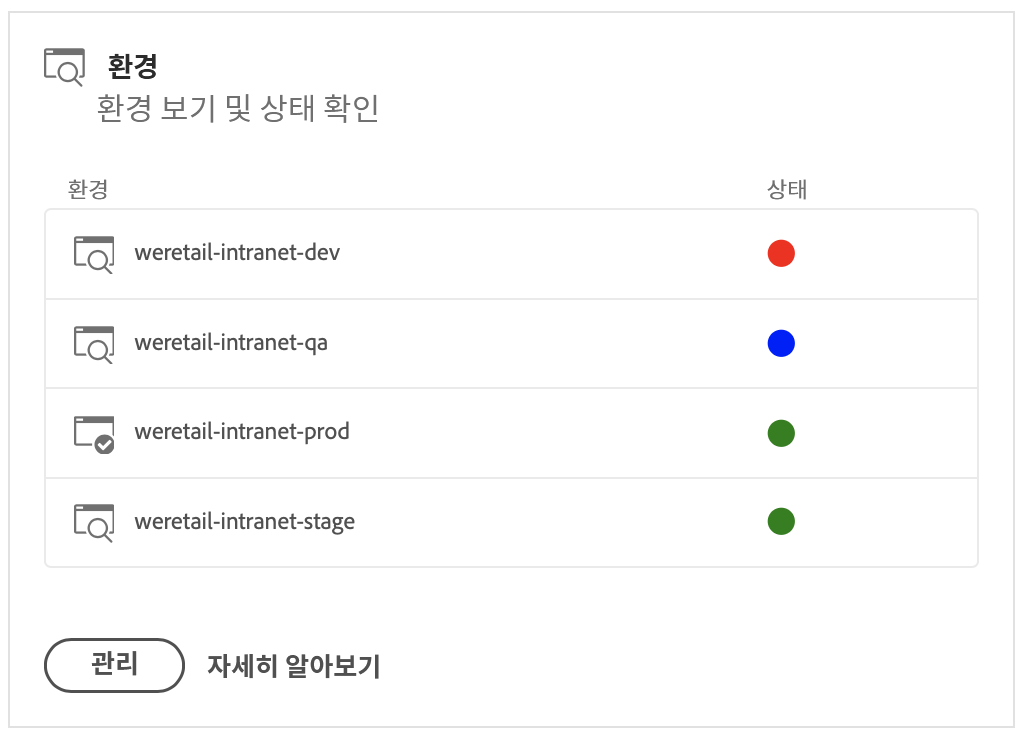 환경
환경 보기 및 상태 확인
환경 상태
weretail-intranet-dev
weretail-intranet-qa
weretail-intranet-prod
weretail-intranet-stage
관리 자세히 알아보기